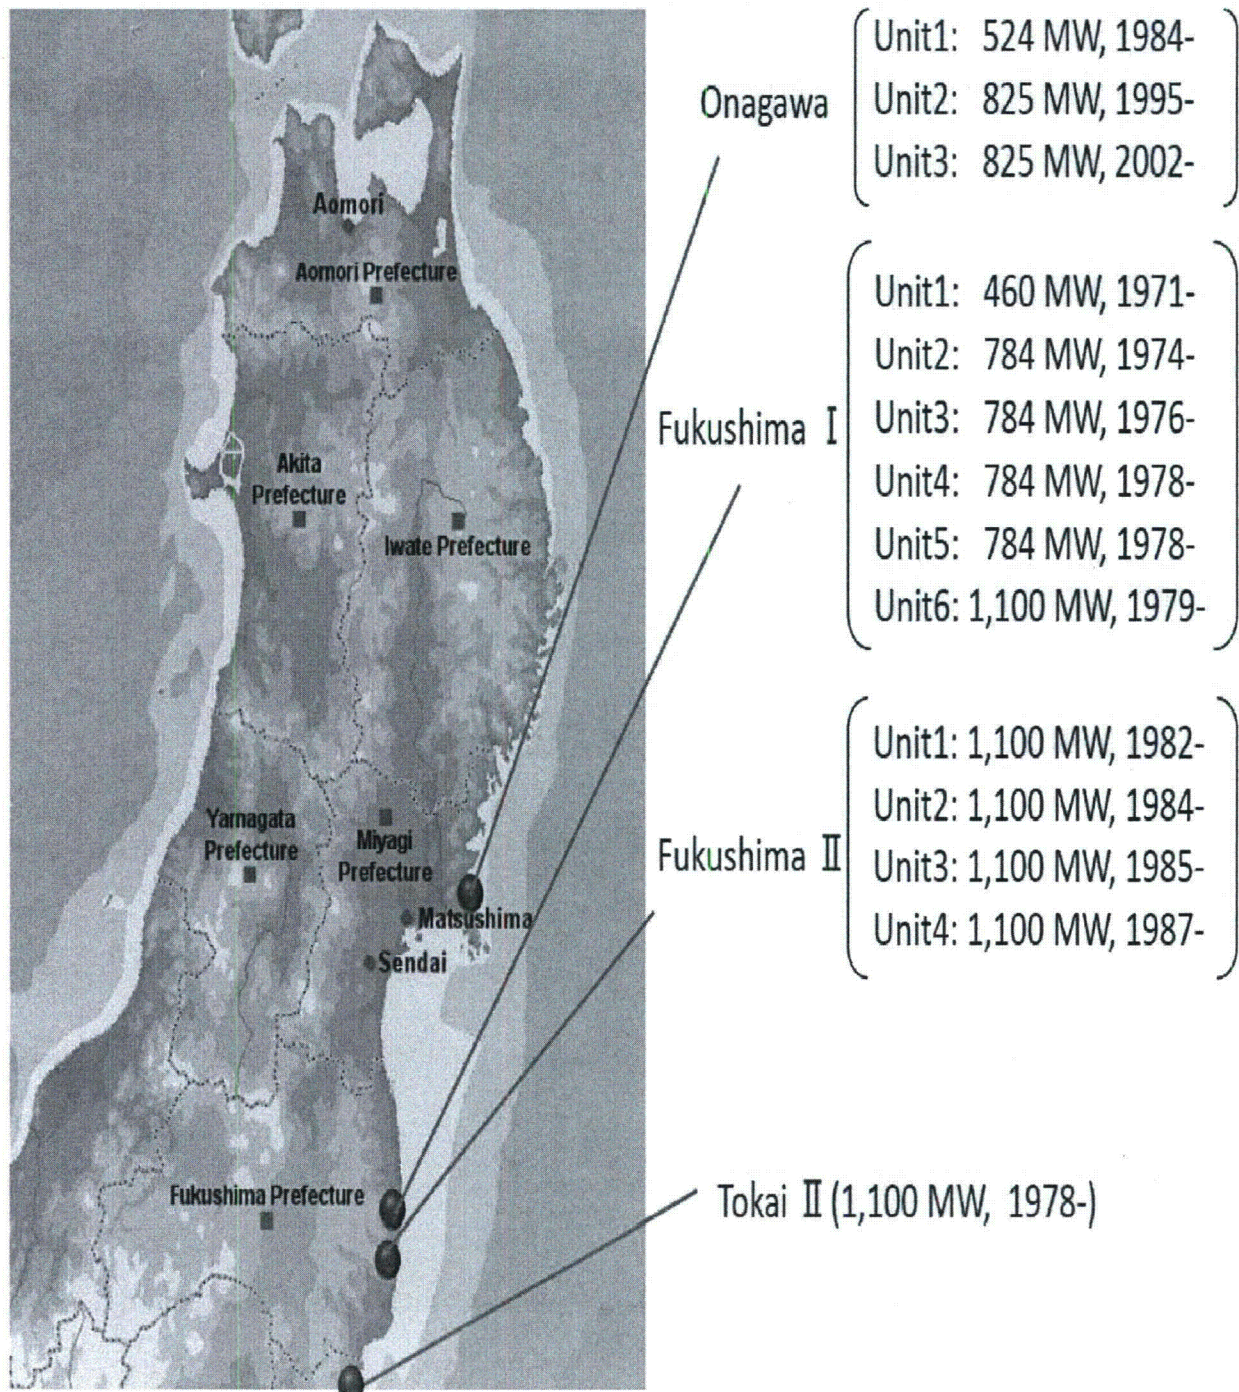 Aomori
Aomori Prefecture
Akita
Prefecture
Iwate Prefecture
Yamagata
Prefecture
Miyagi
Prefecture
Matsushima
Sendai
Fukushima Prefecture
Onagawa
Unit1: 524 MW, 1984-
Unit2: 825 MW, 1995-
Unit3: 825 MW, 2002-
Fukushima Ⅰ
Unit1: 460 MW, 1971-
Unit2: 784 MW, 1974-
Unit3: 784 MW, 1976-
Unit4: 784 MW, 1978-
Unit5: 784 MW, 1978-
Unit6: 1,100 MW, 1979-
Fukushima Ⅱ
Unit1: 1,100 MW, 1982-
Unit2: 1,100 MW, 1984-
Unit3: 1,100 MW, 1985-
Unit4: 1,100 MW, 1987-
Tokai Ⅱ (1,100 MW, 1978-)